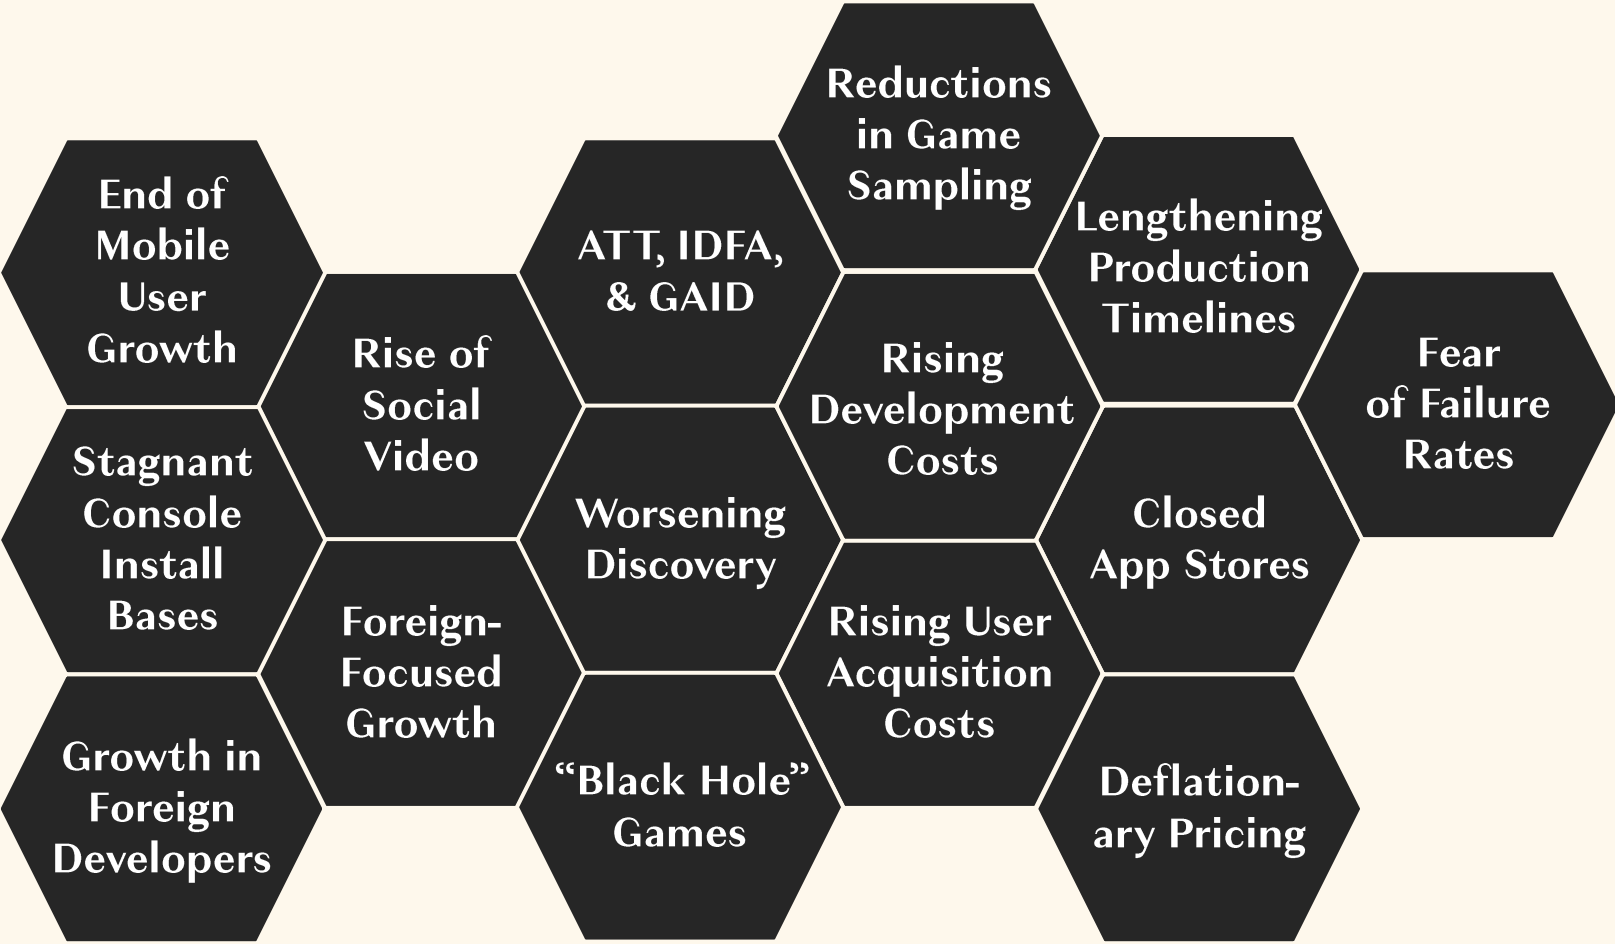 End of
Mobile
User
Growth
Stagnant
Console
Install
Bases
Growth in
Foreign
Developers
Rise of
Social
Video
Foreign-
Focused
Growth
ATT, IDFA,
& GAID
Worsening
Discovery
“Black Hole”
Games
Reductions
in Game
Sampling
Rising
Development
Costs
Rising User
Acquisition
Costs
Lengthening
Production
Timelines
Closed
App Stores
Deflation-
ary Pricing
Fear
of Failure
Rates